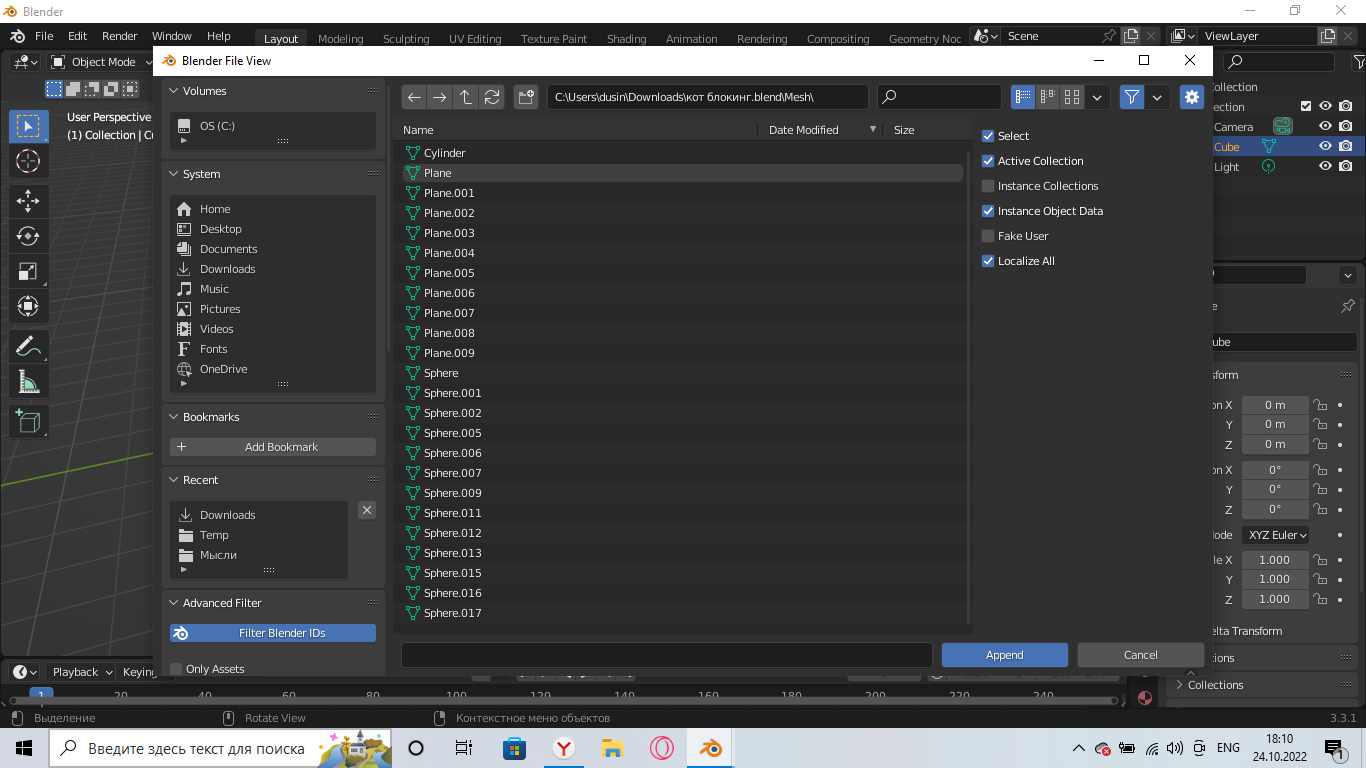 Blender
File Edit Render Window Help Layout Modeling Sculpting UV Editing Texture Paint Shading Animation Rendering Compositing Geometry Noc Scene ViewLayer
Object Mode
Blender File View
User Perspective
(1) Collection | Cu
Volumes
OS (C:)
System
Home
Desktop
Documents
Downloads
Music
Pictures
Videos
Fonts
OneDrive
Bookmarks
Add Bookmark
Recent
Downloads
Temp
Мысли
Advanced Filter
Filter Blender IDs
Only Assets
C:\Users\dusin\Downloads\кот блокинг.blend\Mesh\
Name Date Modified Size
Cylinder
Plane
Plane.001
Plane.002
Plane.003
Plane.004
Plane.005
Plane.006
Plane.007
Plane.008
Plane.009
Sphere
Sphere.001
Sphere.002
Sphere.005
Sphere.006
Sphere.007
Sphere.009
Sphere.011
Sphere.012
Sphere.013
Sphere.015
Sphere.016
Sphere.017
Select
Active Collection
Instance Collections
Instance Object Data
Fake User
Localize All
Append Cancel
ollection
ection
Camera
Cube
Light
ube
sform
on X 0 m
Y 0 m
Z 0 m
on X 0°
Y 0°
Z 0°
lode XYZ Euler
le X 1.000
Y 1.000
Z 1.000
elta Transform
ions
Collections
Playback Keying
1 20 40 60 80 100 120 140 160 180 200 220 240
Выделение Rotate View Контекстное меню объектов 3.3.1
Введите здесь текст для поиска
ENG
18:10
24.10.2022
1